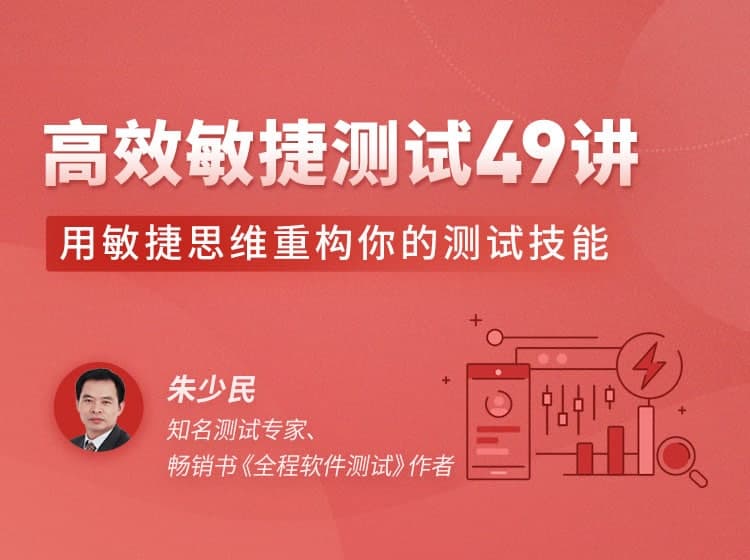 高效敏捷测试49讲
用敏捷思维重构你的测试技能
朱少民
知名测试专家、
畅销书《全程软件测试》作者